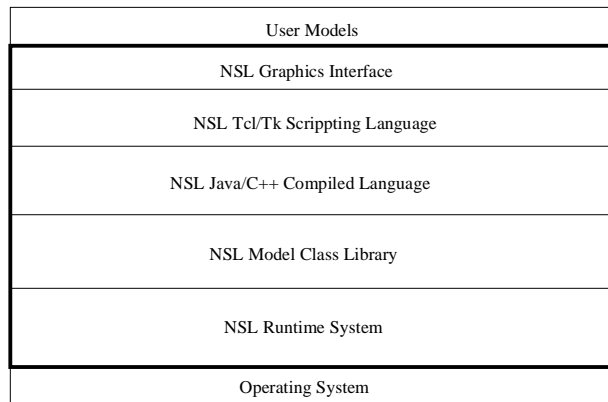 User Models
NSL Graphics Interface
NSL Tcl/Tk Scrippting Language
NSL Java/C++ Compiled Language
NSL Model Class Library
NSL Runtime System
Operating System